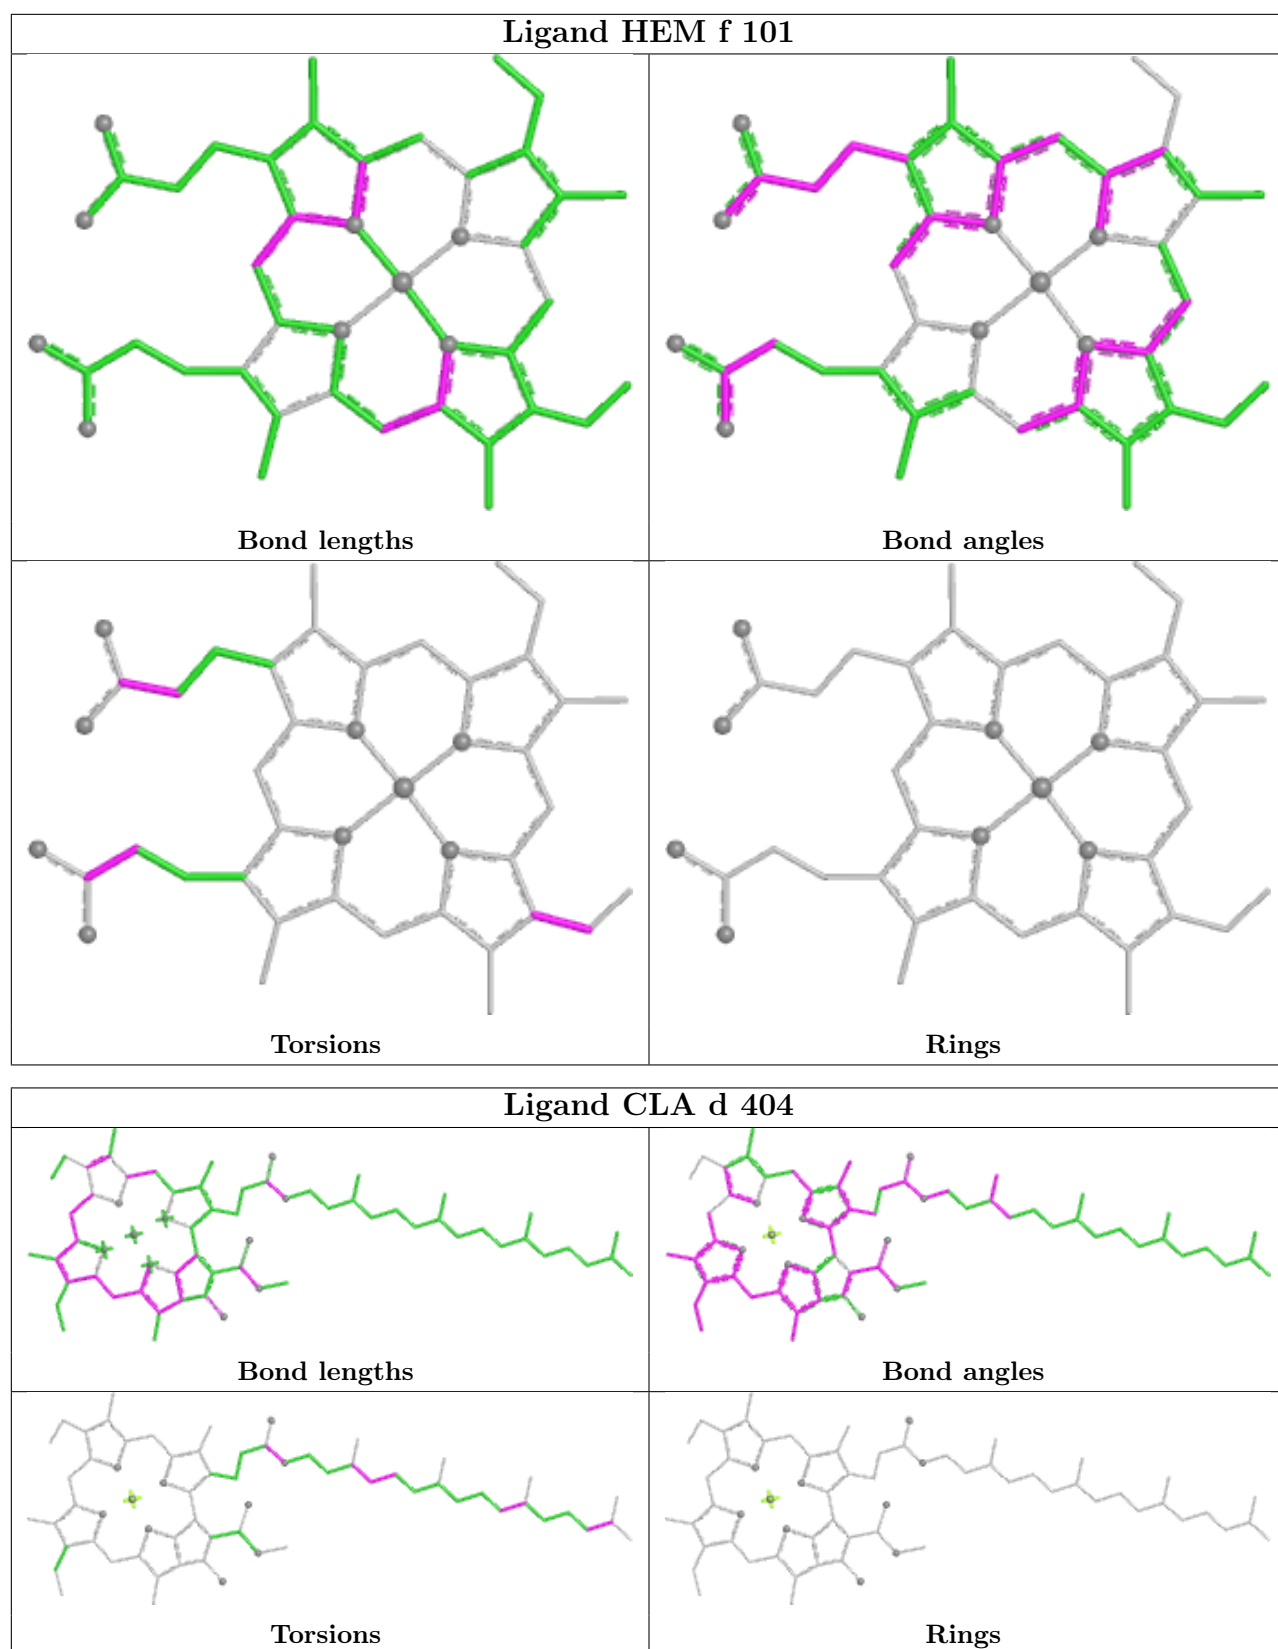 Ligand HEM f 101
Bond lengths
Bond angles
Torsions
Rings
Ligand CLA d 404
Bond lengths
Bond angles
Torsions
Rings